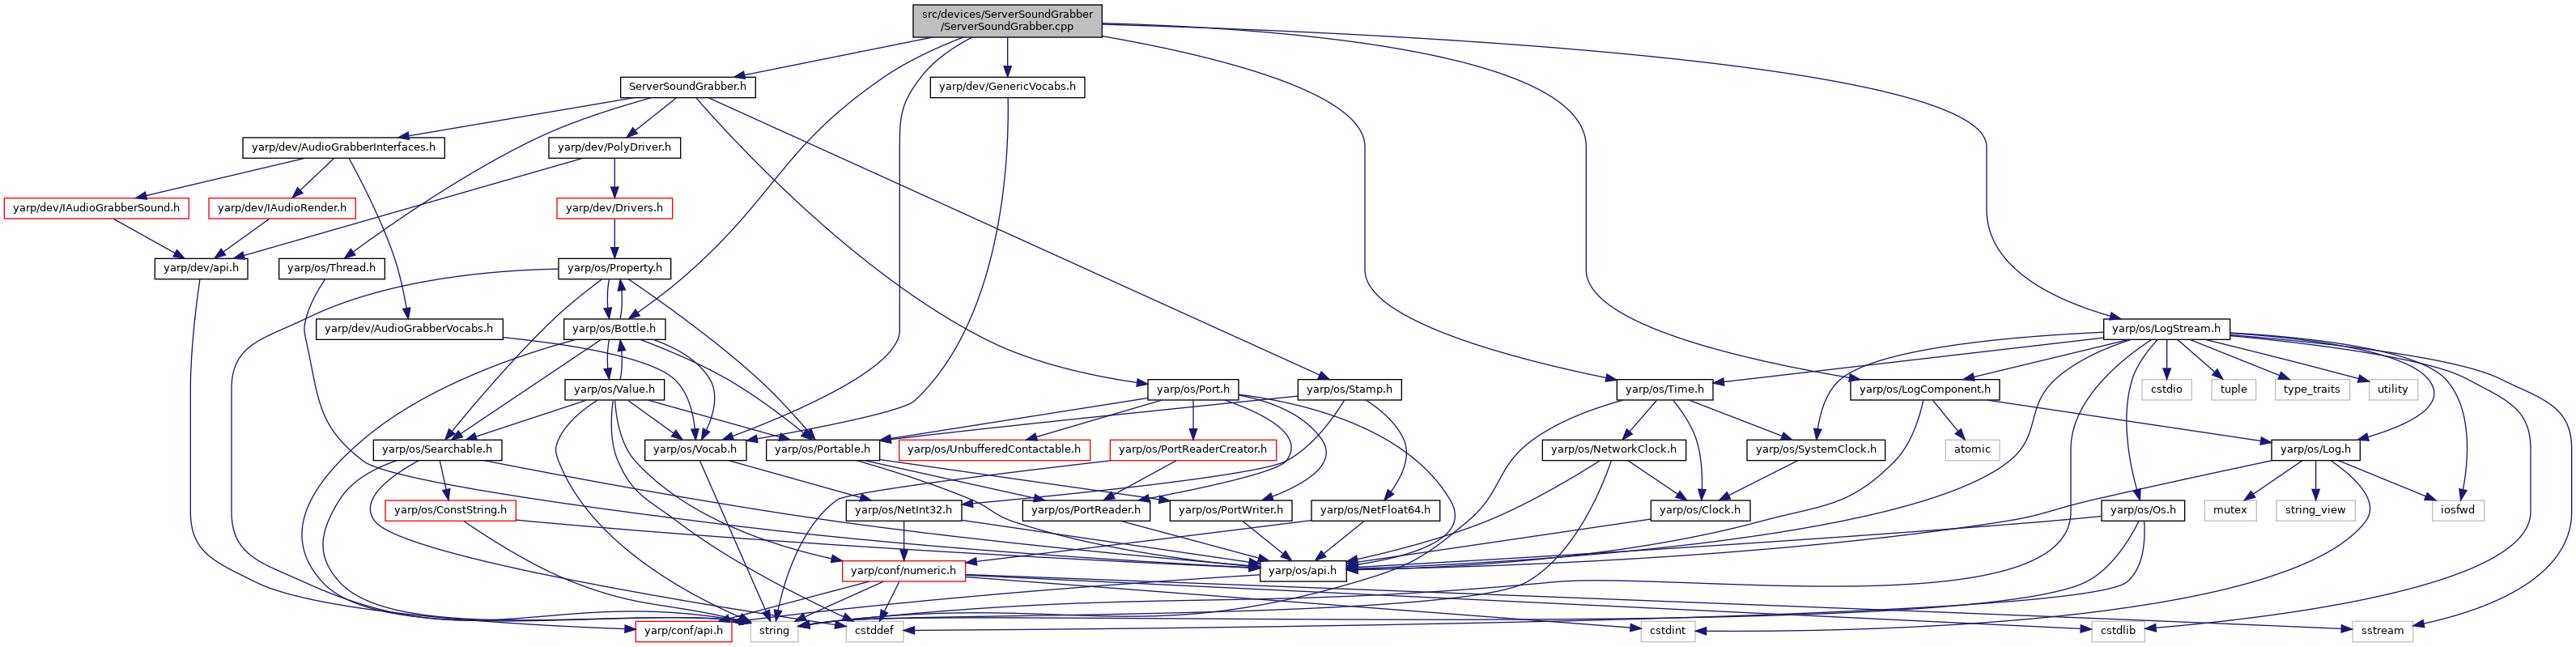 src/devices/ServerSoundGrabber
/ServerSoundGrabber.cpp
ServerSoundGrabber.h
yarp/dev/GenericVocabs.h
yarp/dev/AudioGrabberInterfaces.h
yarp/dev/PolyDriver.h
yarp/dev/IAudioGrabberSound.h
yarp/dev/IAudioRender.h
yarp/dev/Drivers.h
yarp/dev/api.h
yarp/os/Thread.h
yarp/os/Property.h
yarp/dev/AudioGrabberVocabs.h
yarp/os/Bottle.h
yarp/os/LogStream.h
yarp/os/Value.h
yarp/os/Port.h
yarp/os/Stamp.h
yarp/os/Time.h
yarp/os/LogComponent.h
cstdio
tuple
type_traits
utility
yarp/os/Searchable.h
yarp/os/Vocab.h
yarp/os/Portable.h
yarp/os/UnbufferedContactable.h
yarp/os/PortReaderCreator.h
yarp/os/NetworkClock.h
yarp/os/SystemClock.h
atomic
yarp/os/Log.h
yarp/os/ConstString.h
yarp/os/NetInt32.h
yarp/os/PortReader.h
yarp/os/PortWriter.h
yarp/os/NetFloat64.h
yarp/os/Clock.h
yarp/os/Os.h
mutex
string_view
iosfwd
yarp/conf/numeric.h
yarp/os/api.h
yarp/conf/api.h
string
cstddef
cstdint
cstdlib
sstream